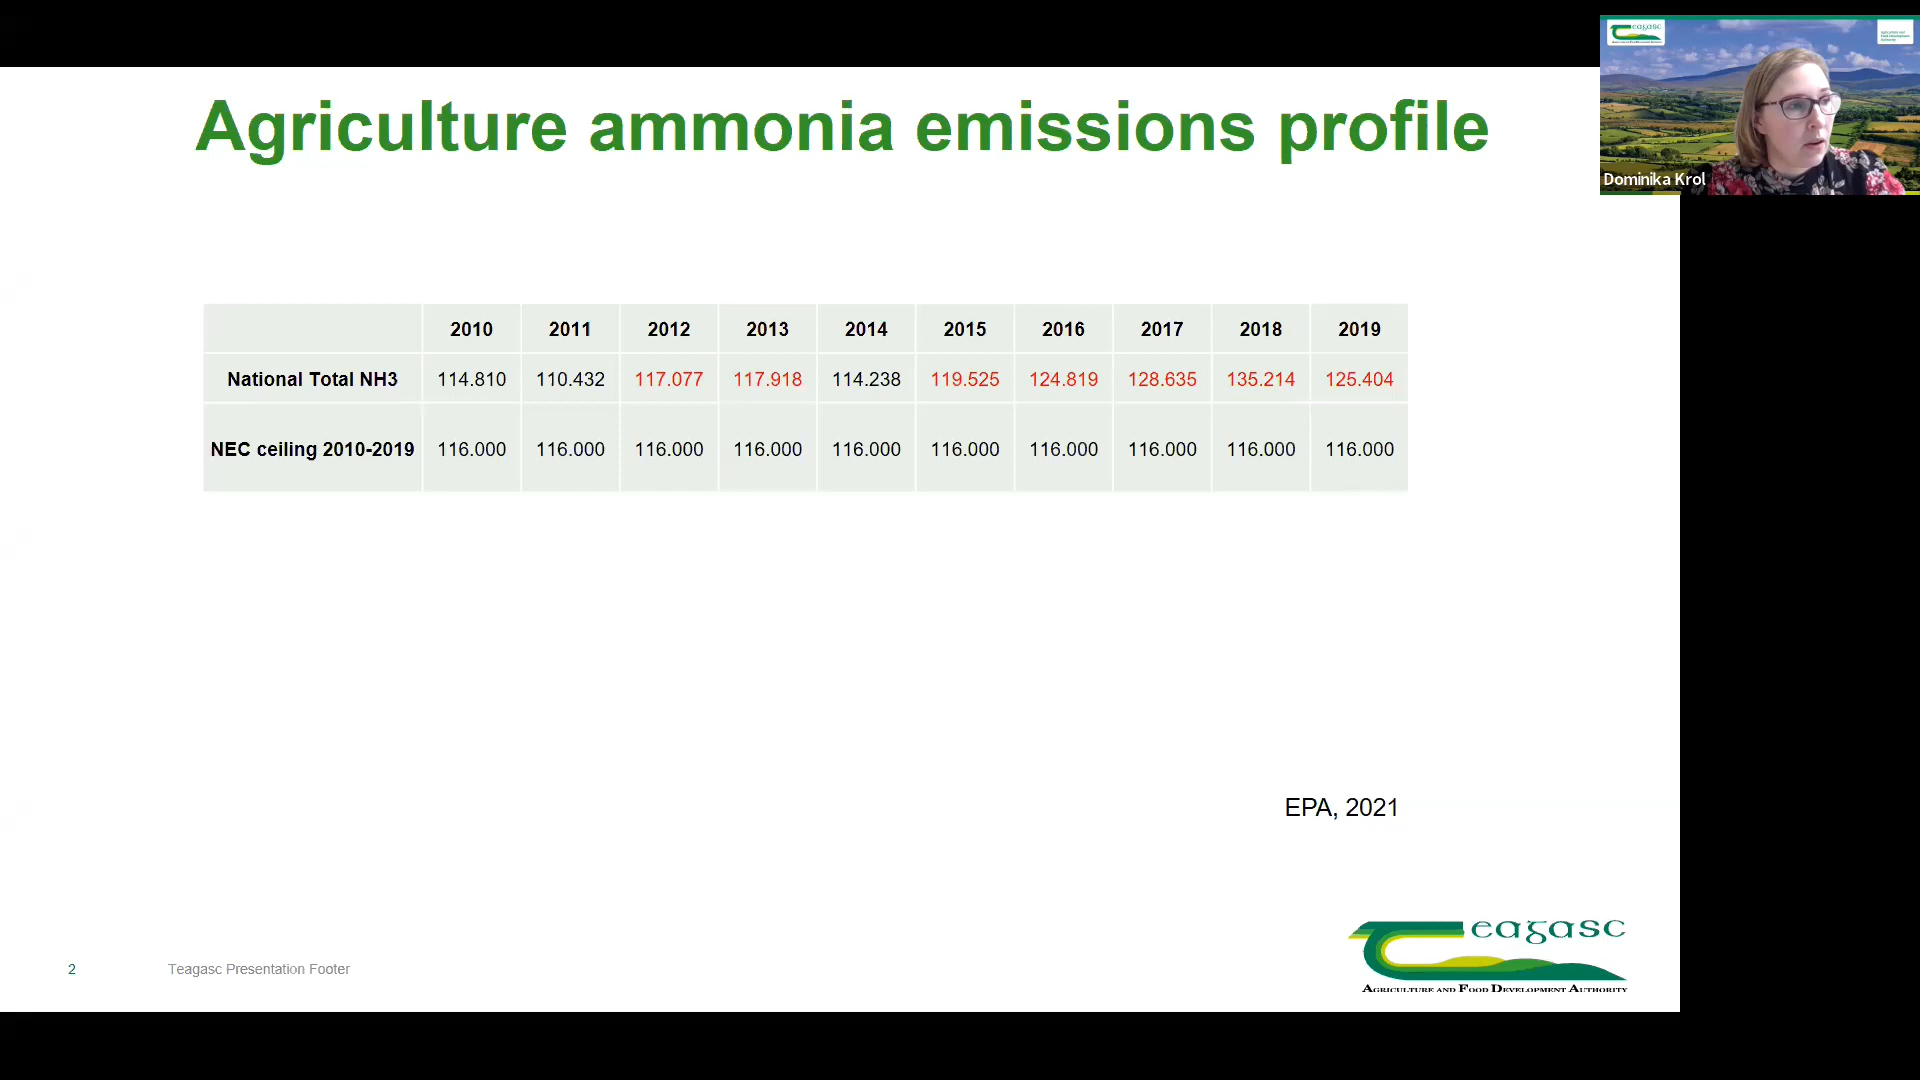 Agriculture ammonia emissions profile
Dominika Krol
2010 2011 2012 2013 2014 2015 2016 2017 2018 2019
National Total NH3 114.810 110.432 117.077 117.918 114.238 119.525 124.819 128.635 135.214 125.404
NEC ceiling 2010-2019 116.000 116.000 116.000 116.000 116.000 116.000 116.000 116.000 116.000 116.000
EPA, 2021
eagasc
AGRICULTURE AND FOOD DEVELOPMENT AUTHORITY
2 Teagasc Presentation Footer